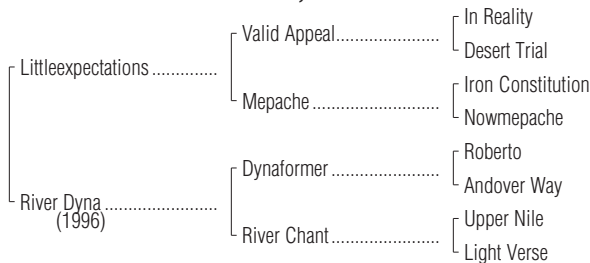 In Reality
Valid Appeal....................
Desert Trial
Littleexpectations .............
Iron Constitution
Mepache .........................
Nowmepache
Roberto
Dynaformer .....................
Andover Way
River Dyna ......................
(1996)
Upper Nile
River Chant.....................
Light Verse